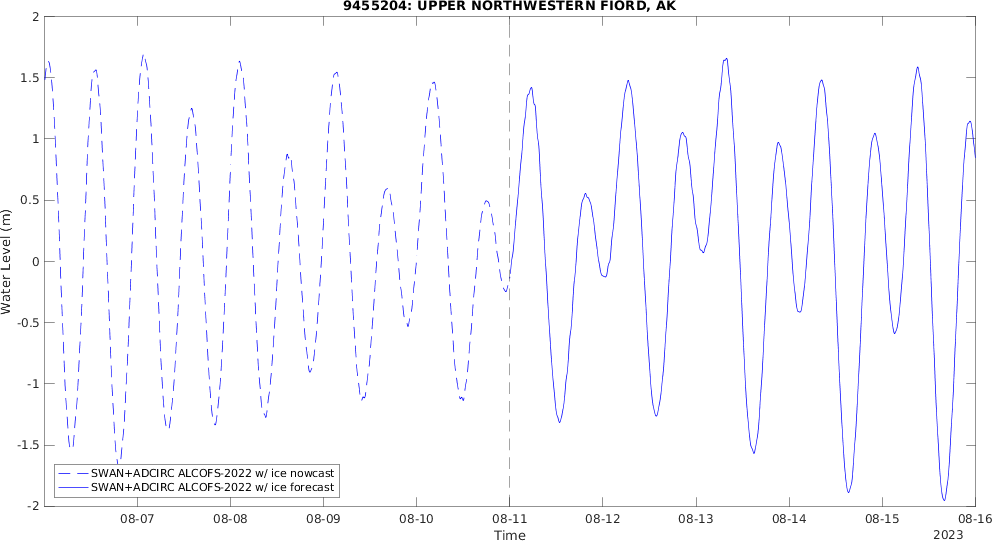 9455204: UPPER NORTHWESTERN FIORD, AK
2
1.5
1
0.5
0
-0.5
-1
-1.5
-2
Water Level (m)
SWAN+ADCIRC ALCOFS-2022 w/ ice nowcast
SWAN+ADCIRC ALCOFS-2022 w/ ice forecast
08-07 08-08 08-09 08-10 08-11 08-12 08-13 08-14 08-15 08-16
Time
2023